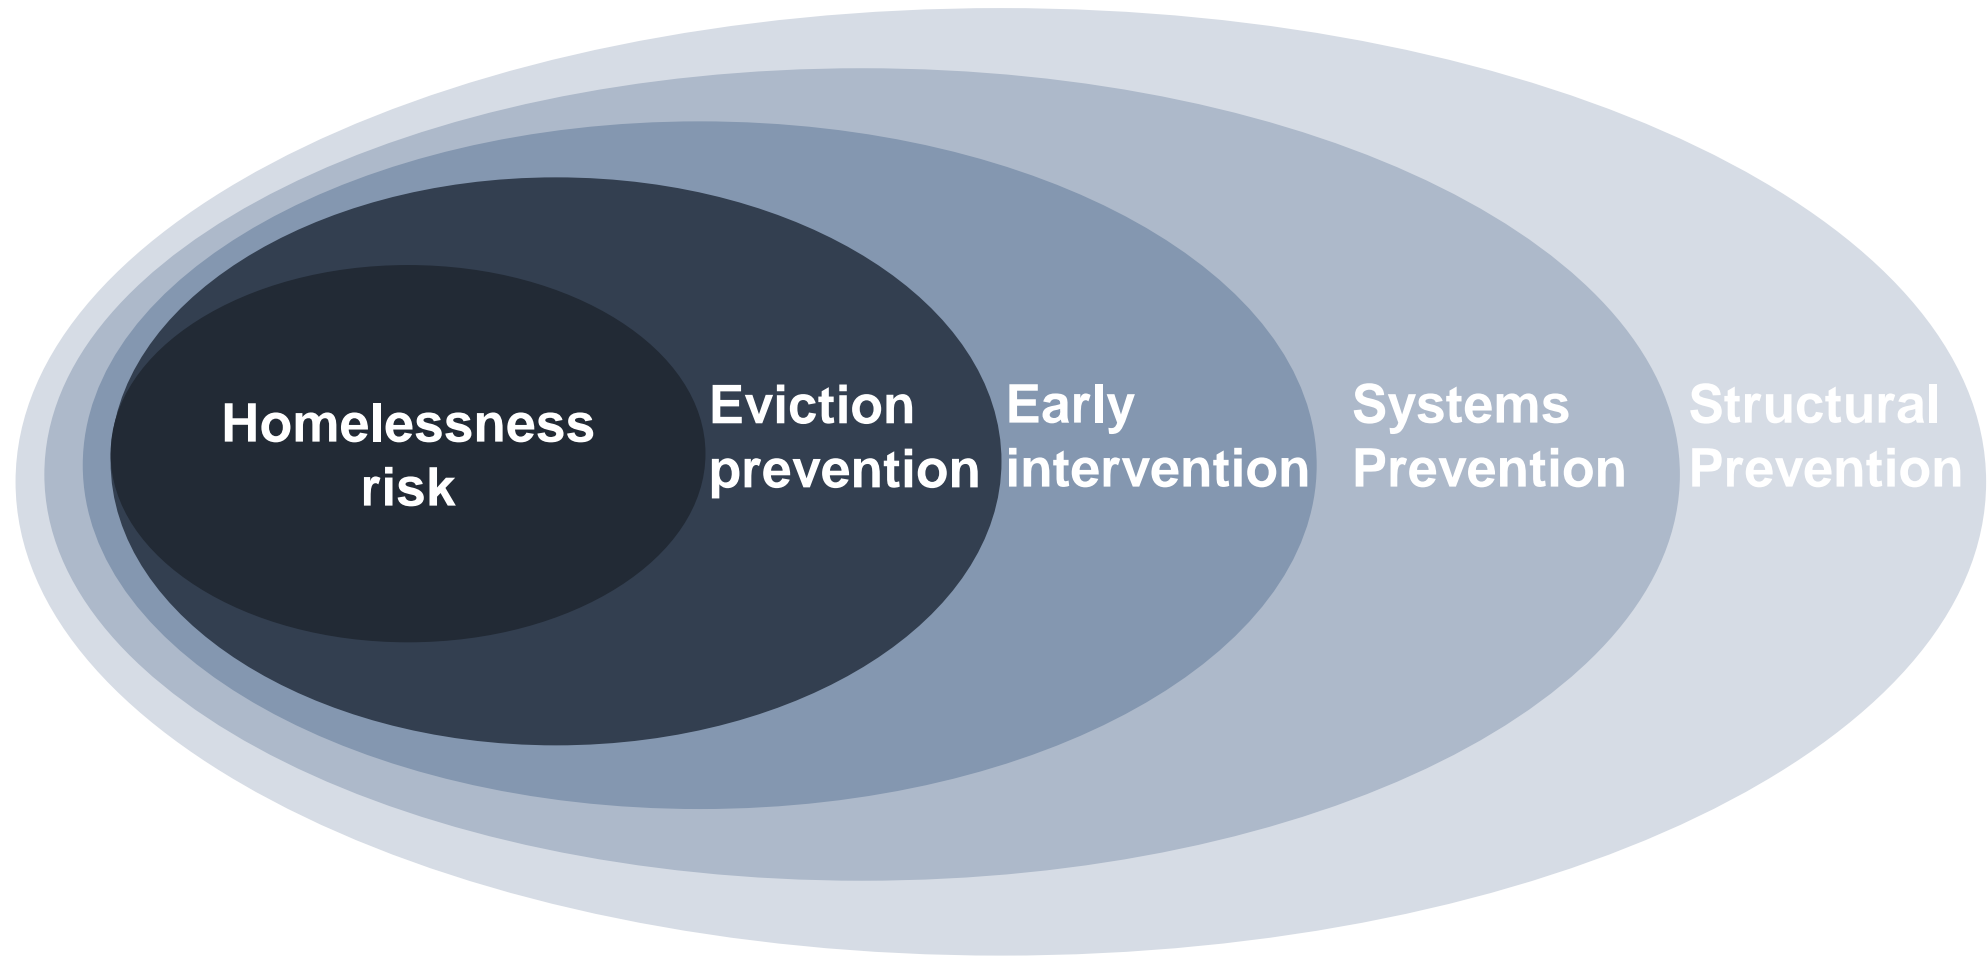 Homelessness
risk
Eviction
prevention
Early
intervention
Systems
Prevention
Structural
Prevention